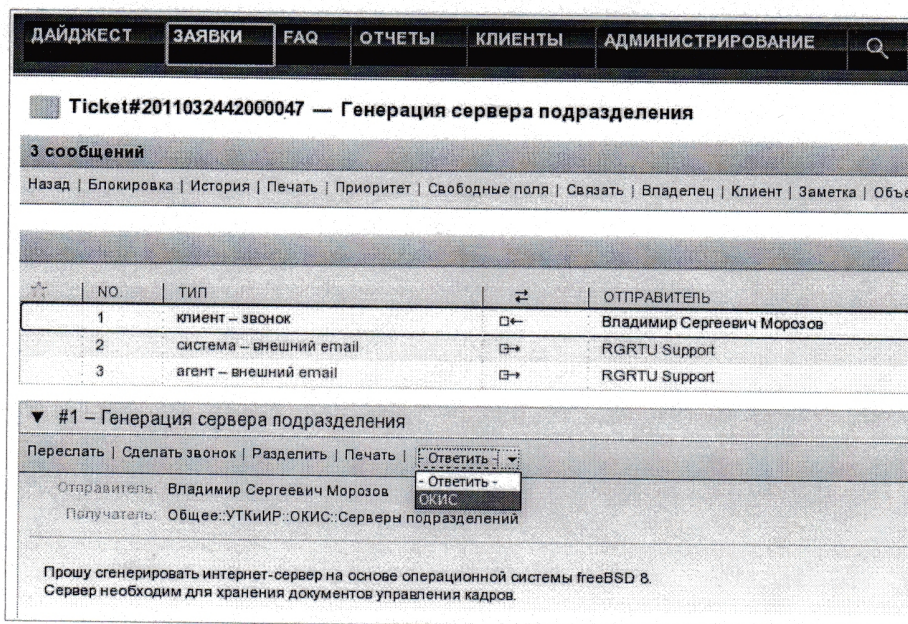 ДАЙДЖЕСТ ЗАЯВКИ FAQ ОТЧЕТЫ КЛИЕНТЫ АДМИНИСТРИРОВАНИЕ
Ticket#2011032442000047 — Генерация сервера подразделения
3 сообщений
Назад | Блокировка | История | Печать | Приоритет | Свободные поля | Связать | Владелец | Клиент | Заметка | Объе
NO. ТИП ⇄ ОТПРАВИТЕЛЬ
1 клиент – звонок Владимир Сергеевич Морозов
2 система – внешний email RGRTU Support
3 агент – внешний email RGRTU Support
▼ #1 – Генерация сервера подразделения
Переслать | Сделать звонок | Разделить | Печать | - Ответить -
- Ответить -
ОКИС
Отправитель: Владимир Сергеевич Морозов
Получатель: Общее::УТКиИР::ОКИС::Серверы подразделений
Прошу сгенерировать интернет-сервер на основе операционной системы freeBSD 8.
Сервер необходим для хранения документов управления кадров.